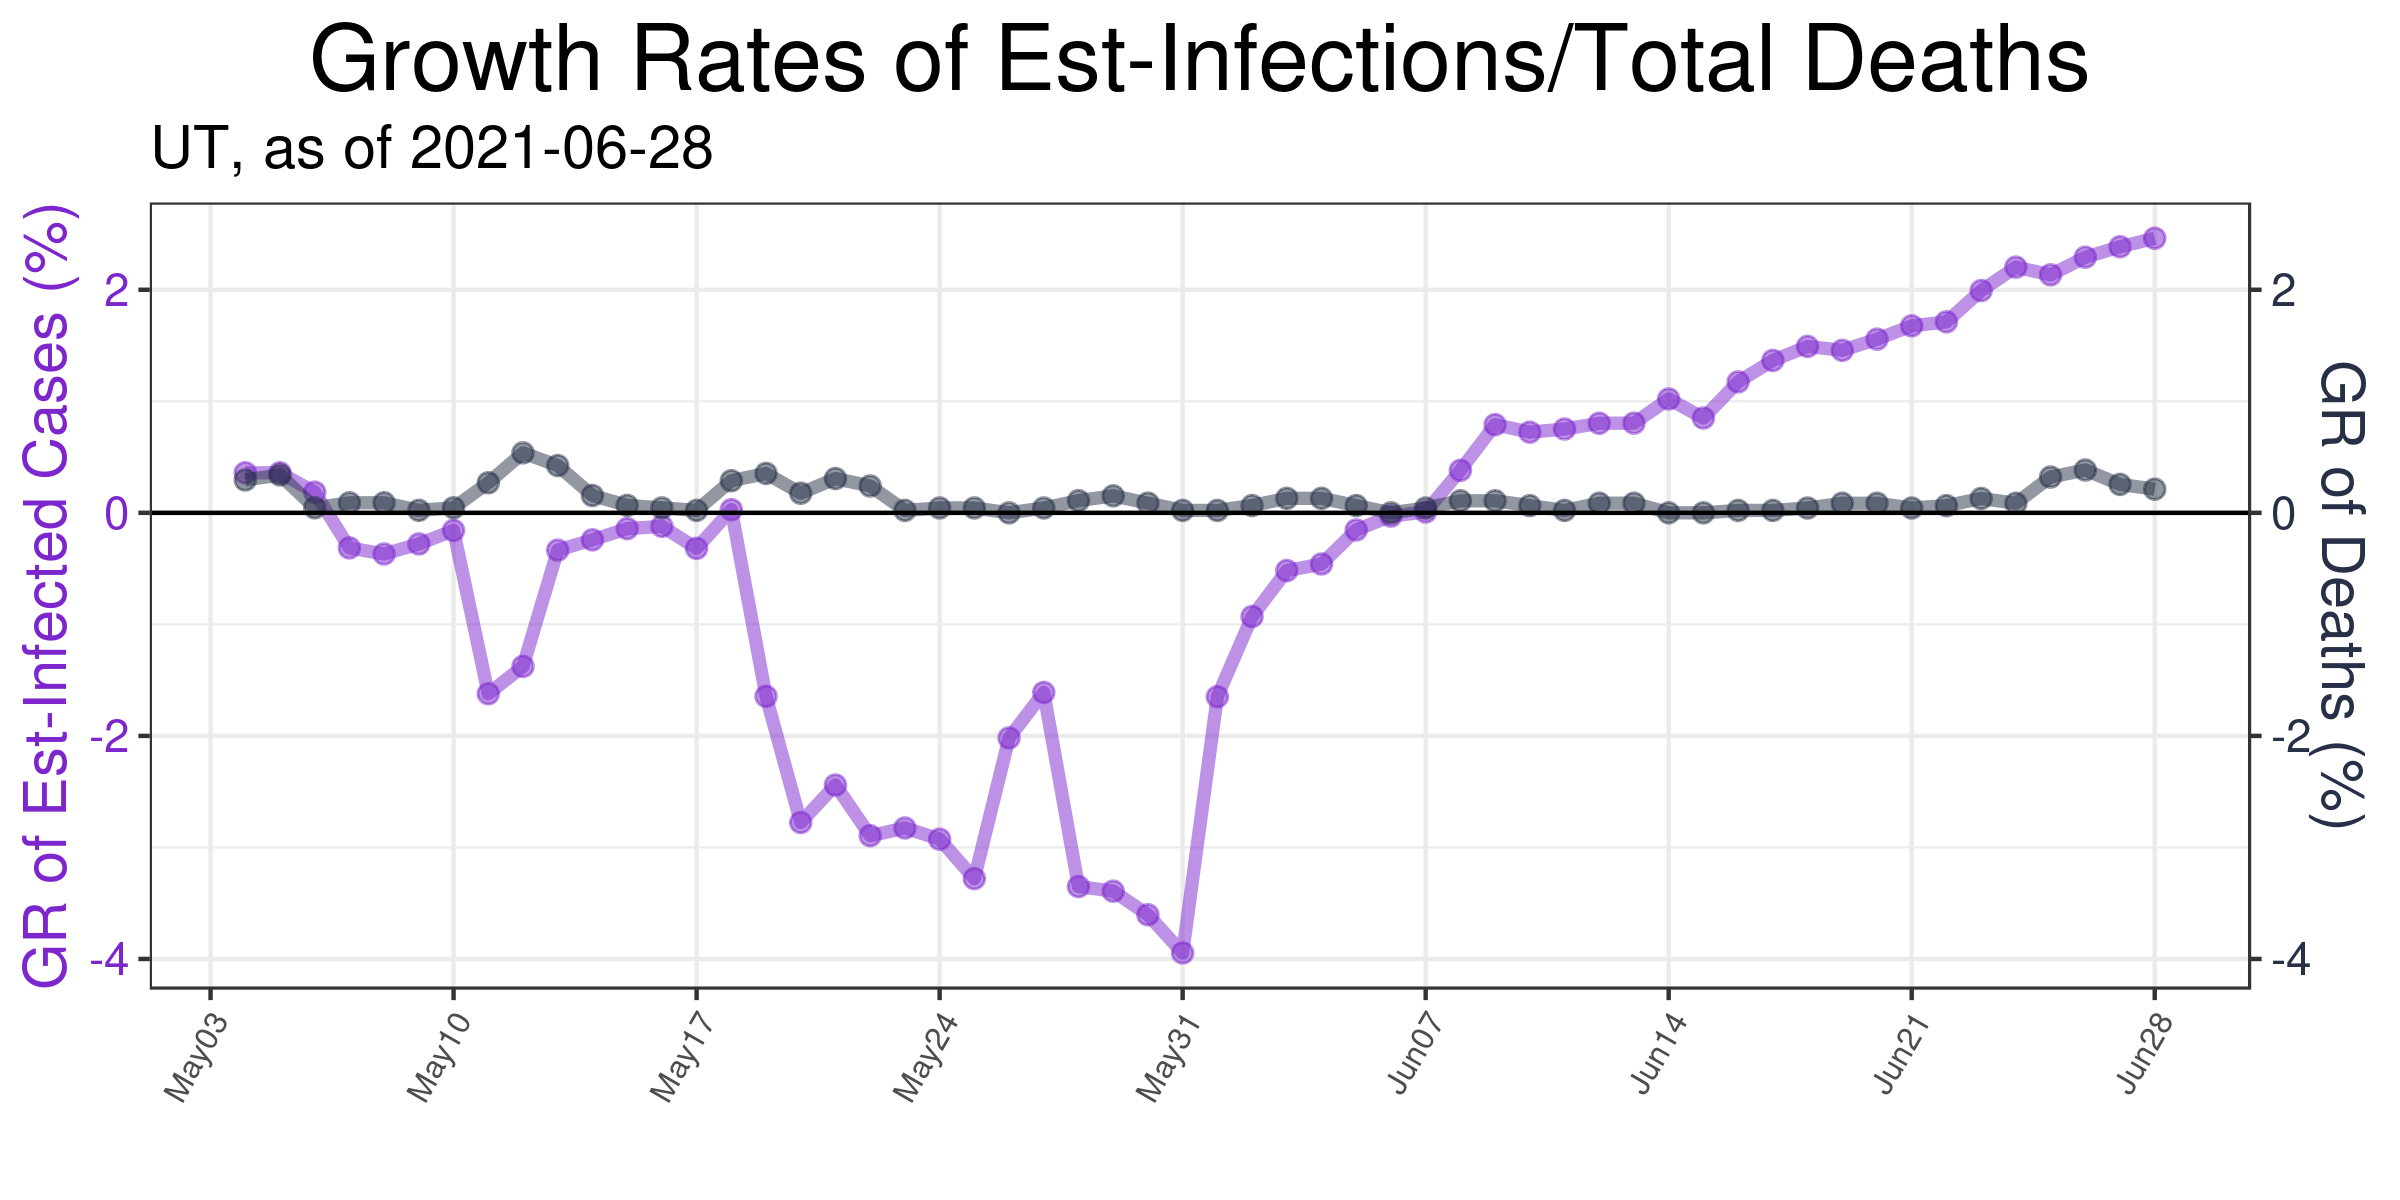 Growth Rates of Est-Infections/Total Deaths
UT, as of 2021-06-28
GR of Est-Infected Cases (%)
2
0
-2
-4
2
0
-2
-4
GR of Deaths (%)
May03
May10
May17
May24
May31
Jun07
Jun14
Jun21
Jun28